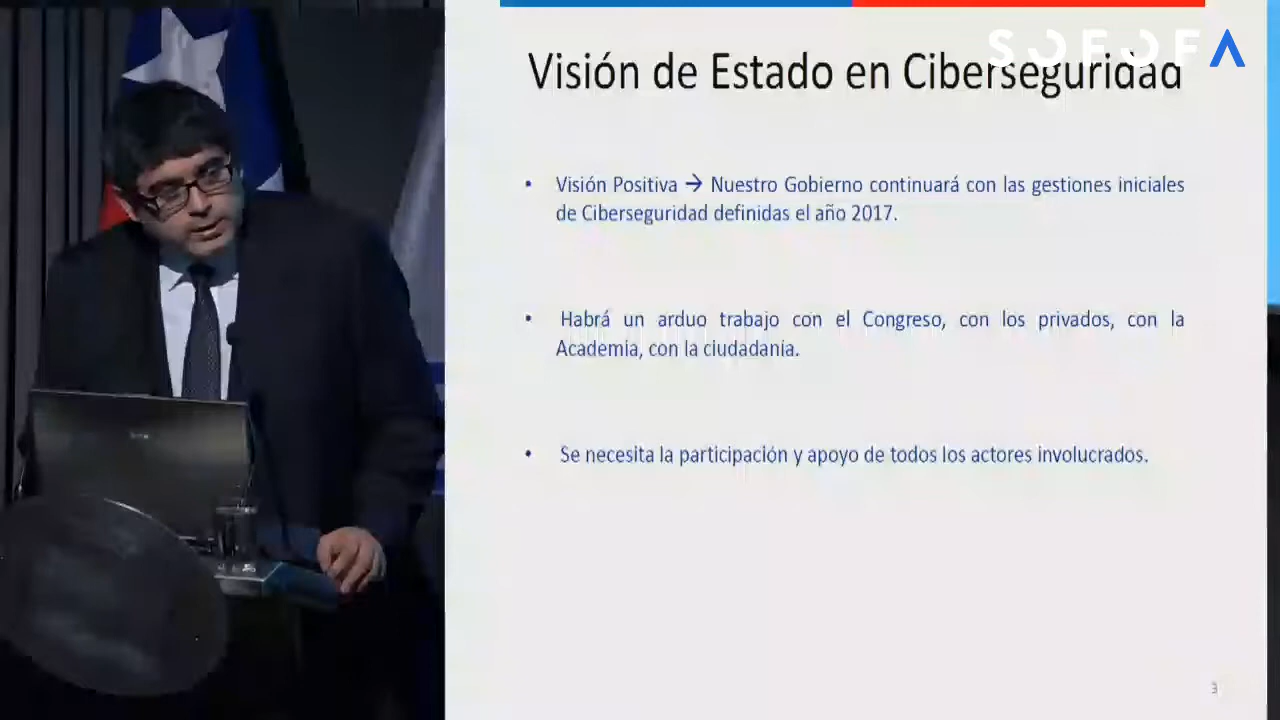 SOFOFA
Visión de Estado en Ciberseguridad
• Visión Positiva → Nuestro Gobierno continuará con las gestiones iniciales
de Ciberseguridad definidas el año 2017.
• Habrá un arduo trabajo con el Congreso, con los privados, con la
Academia, con la ciudadania.
• Se necesita la participación y apoyo de todos los actores involucrados.
3